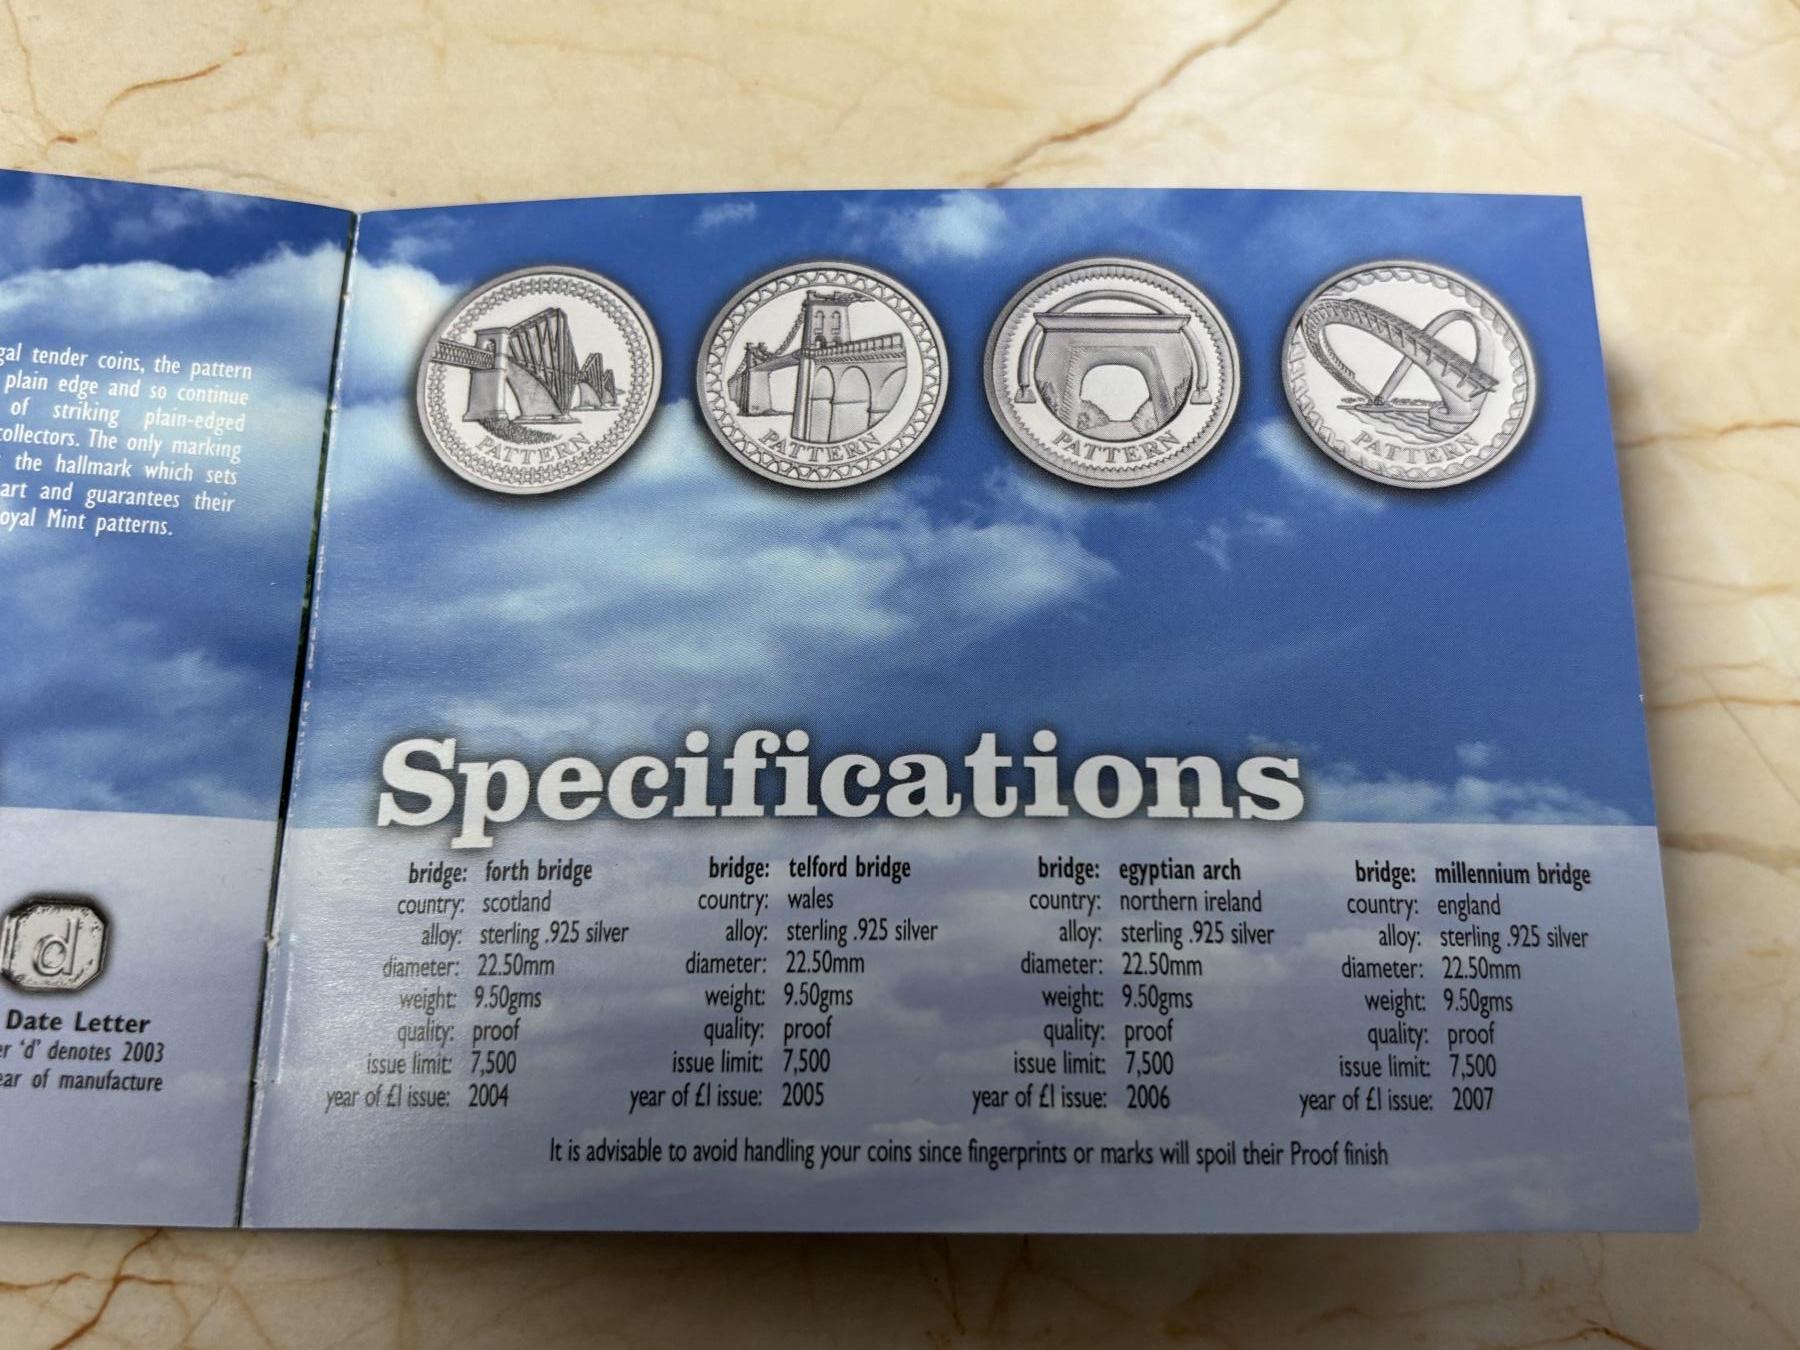 gal tender coins, the pattern
plain edge and so continue
of striking plain-edged
collectors. The only marking
the hallmark which sets
art and guarantees their
oyal Mint patterns.
d
Date Letter
'd' denotes 2003
ear of manufacture
PATTERN
PATTERN
PATTERN
PATTERN
Specifications
bridge: forth bridge
country: scotland
alloy: sterling .925 silver
diameter: 22.50mm
weight: 9.50gms
quality: proof
issue limit: 7,500
year of £1 issue: 2004
bridge: telford bridge
country: wales
alloy: sterling .925 silver
diameter: 22.50mm
weight: 9.50gms
quality: proof
issue limit: 7,500
year of £1 issue: 2005
bridge: egyptian arch
country: northern ireland
alloy: sterling .925 silver
diameter: 22.50mm
weight: 9.50gms
quality: proof
issue limit: 7,500
year of £1 issue: 2006
bridge: millennium bridge
country: england
alloy: sterling .925 silver
diameter: 22.50mm
weight: 9.50gms
quality: proof
issue limit: 7,500
year of £1 issue: 2007
It is advisable to avoid handling your coins since fingerprints or marks will spoil their Proof finish